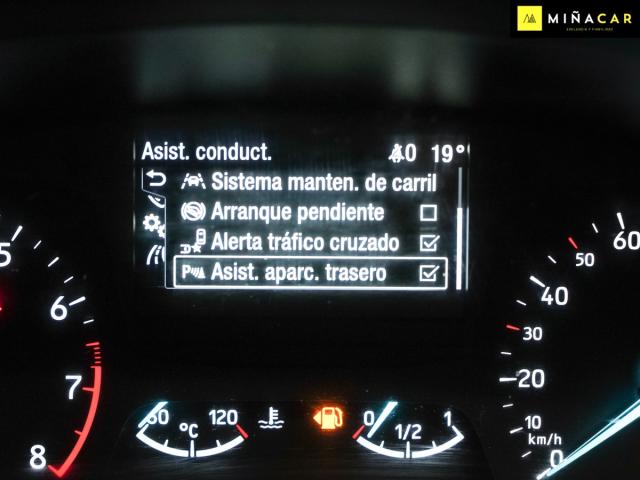 MIÑACAR
Asist. conduct. 0 19°
Sistema manten. de carril
Arranque pendiente
Alerta tráfico cruzado
P Asist. aparc. trasero
5
6
7
8
60
50
40
30
20
10
km/h
0
60 120
°C
0 1
1/2